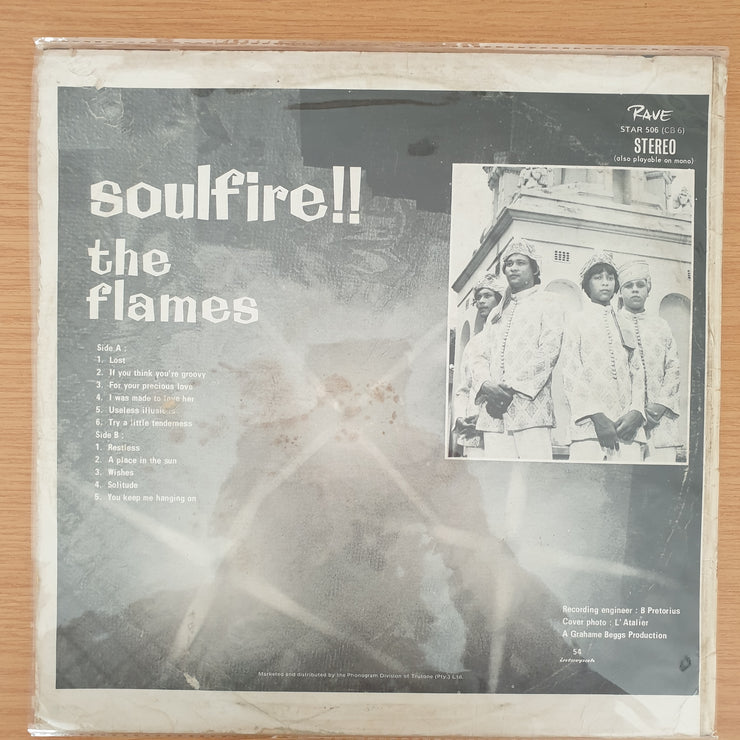 RAVE
STAR 506 (CB 6)
STEREO
(also playable on mono)
soulfire!!
the
flames
Side A :
1. Lost
2. If you think you're groovy
3. For your precious love
4. I was made to love her
5. Useless illusions
6. Try a little tenderness
Side B :
1. Restless
2. A place in the sun
3. Wishes
4. Solitude
5. You keep me hanging on
Recording engineer : B Pretorius
Cover photo : L' Atalier
A Grahame Beggs Production
54
interpak
Marketed and distributed by the Phonogram Division of Trutone (Pty.) Ltd.